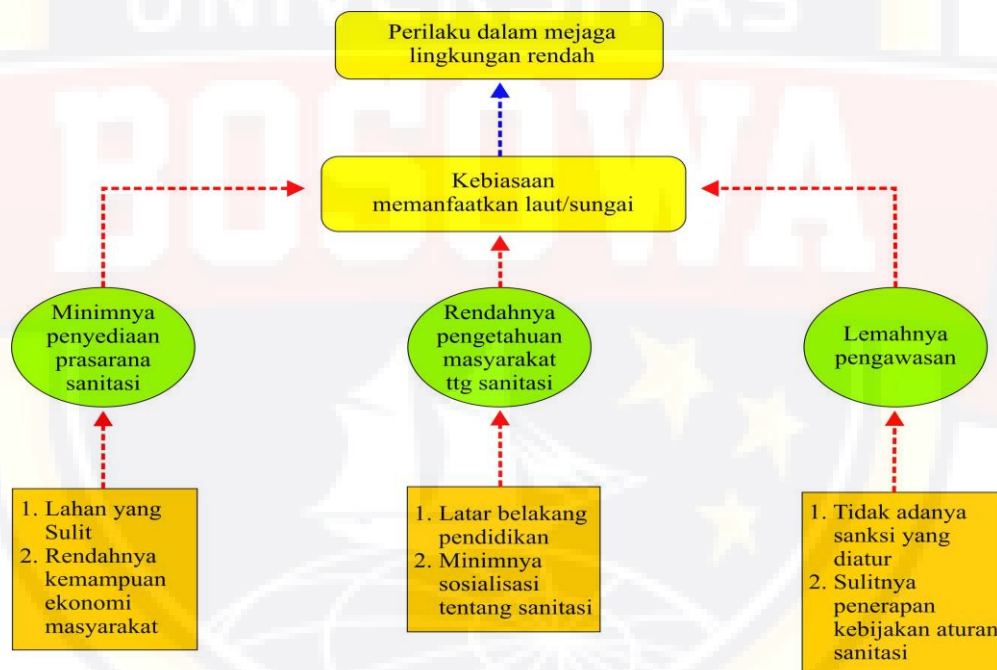 UNIVERSITAS
BOSOWA
Perilaku dalam mejaga
lingkungan rendah
Kebiasaan
memanfaatkan laut/sungai
Minimnya
penyediaan
prasarana
sanitasi
Rendahnya
pengetahuan
masyarakat
ttg sanitasi
Lemahnya
pengawasan
1. Lahan yang
Sulit
2. Rendahnya
kemampuan
ekonomi
masyarakat
1. Latar belakang
pendidikan
2. Minimnya
sosialisasi
tentang sanitasi
1. Tidak adanya
sanksi yang
diatur
2. Sulitnya
penerapan
kebijakan aturan
sanitasi